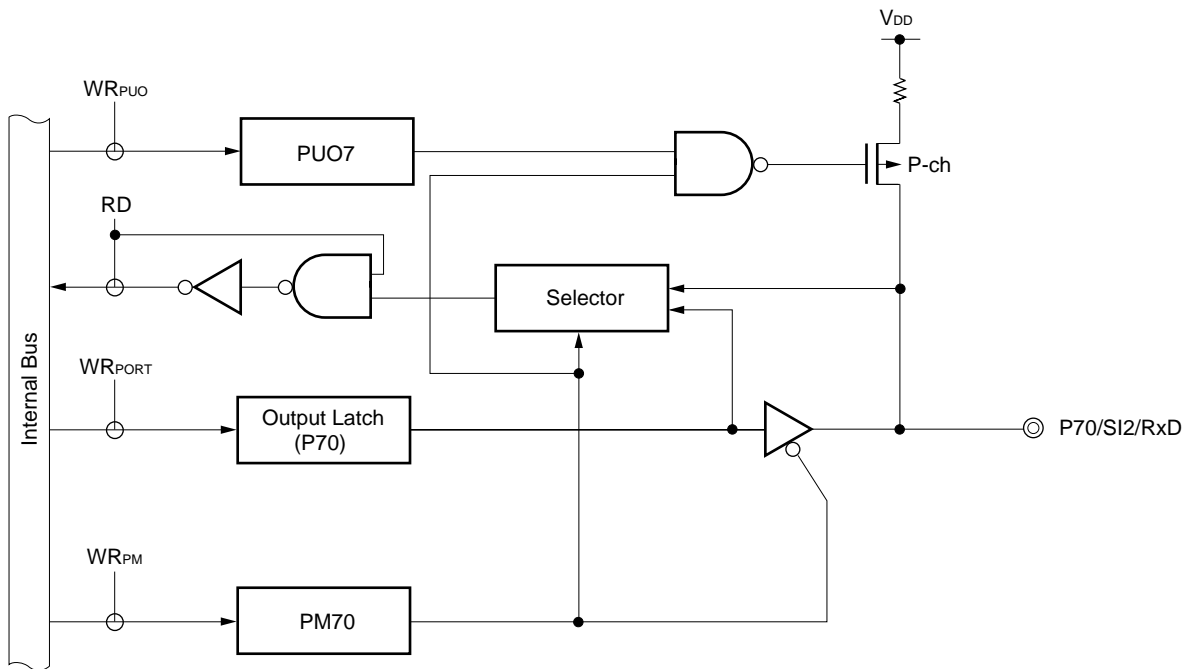 VDD
WRPUO
PUO7
P-ch
RD
Selector
Internal Bus
WRPORT
Output Latch
(P70)
P70/SI2/RxD
WRPM
PM70